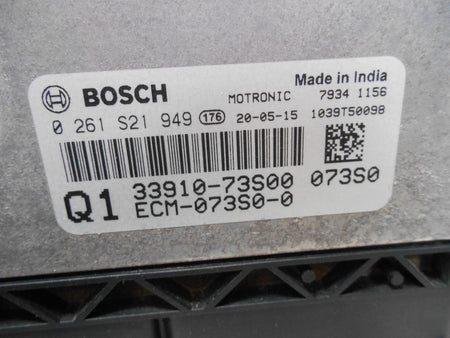 BOSCH Made in India
MOTRONIC 7934 1156
0 261 S21 949 176 20-05-15 1039T50098
Q1 33910-73S00 073S0
ECM-073S0-0